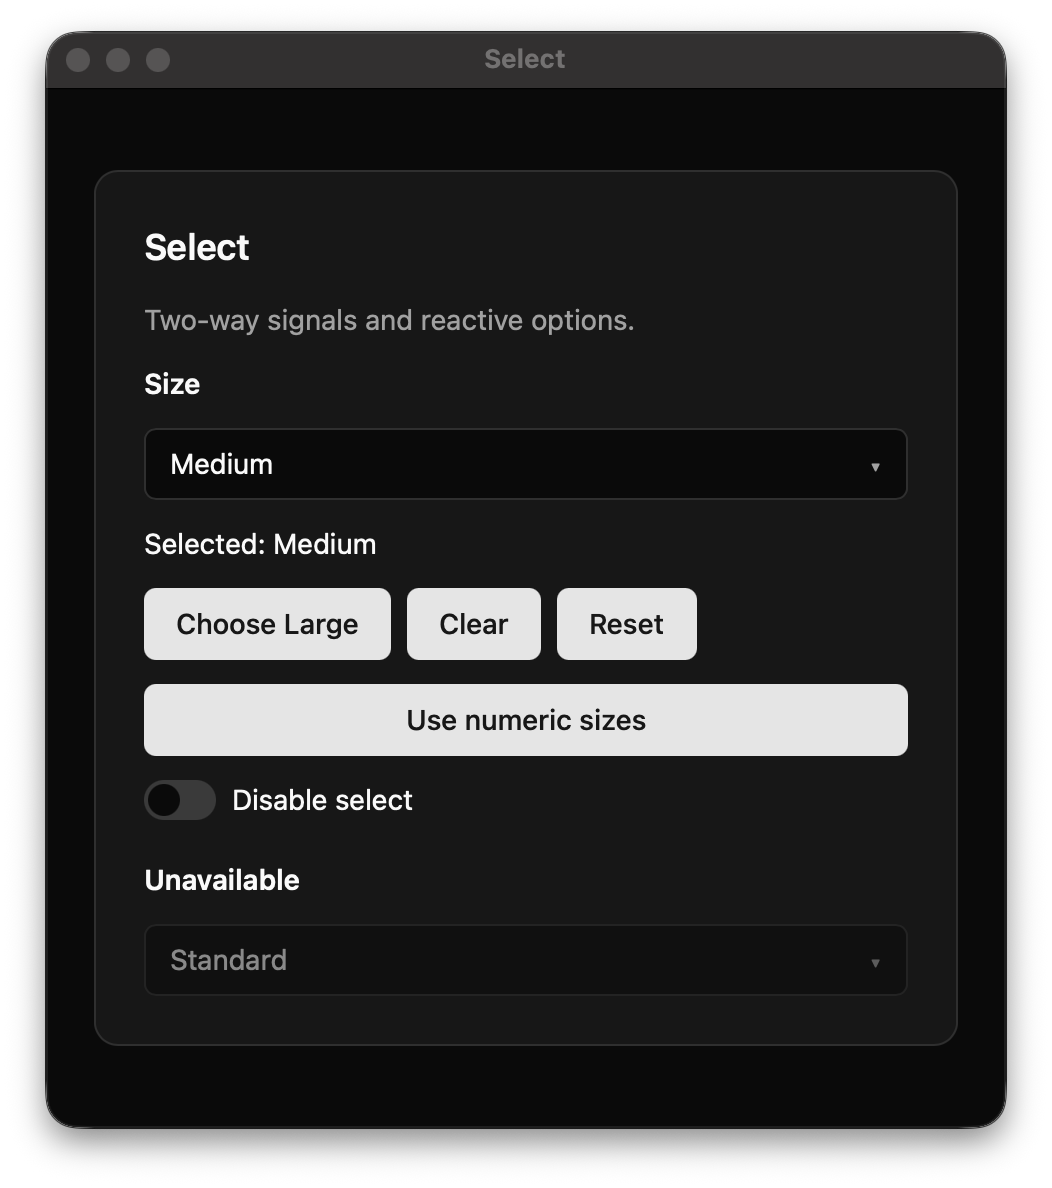 Select
Select
Two-way signals and reactive options.
Size
Medium ▾
Selected: Medium
Choose Large Clear Reset
Use numeric sizes
Disable select
Unavailable
Standard ▾